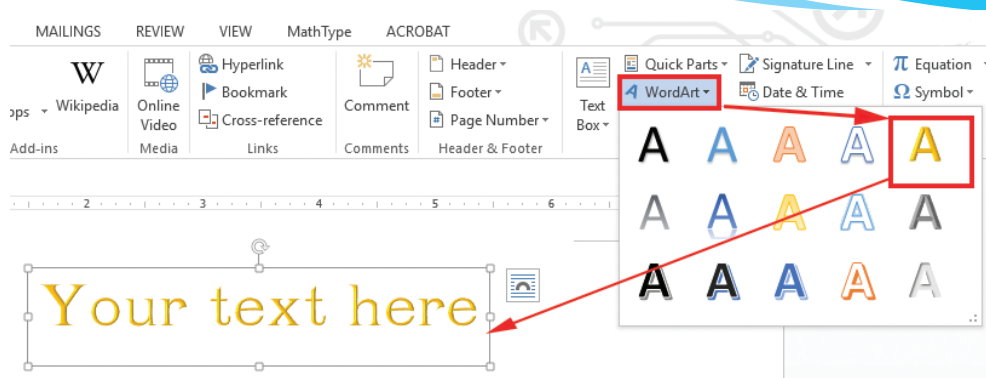 MAILINGS REVIEW VIEW MathType ACROBAT
W
Wikipedia
Add-ins
Online
Video
Media
Hyperlink
Bookmark
Cross-reference
Links
Comment
Comments
Header
Footer
Page Number
Header & Footer
A
Text
Box
Quick Parts
WordArt
Signature Line
Date & Time
π Equation
Ω Symbol
A A A A A
A A A A A
A A A A A
2 3 4 5 6
Your text here